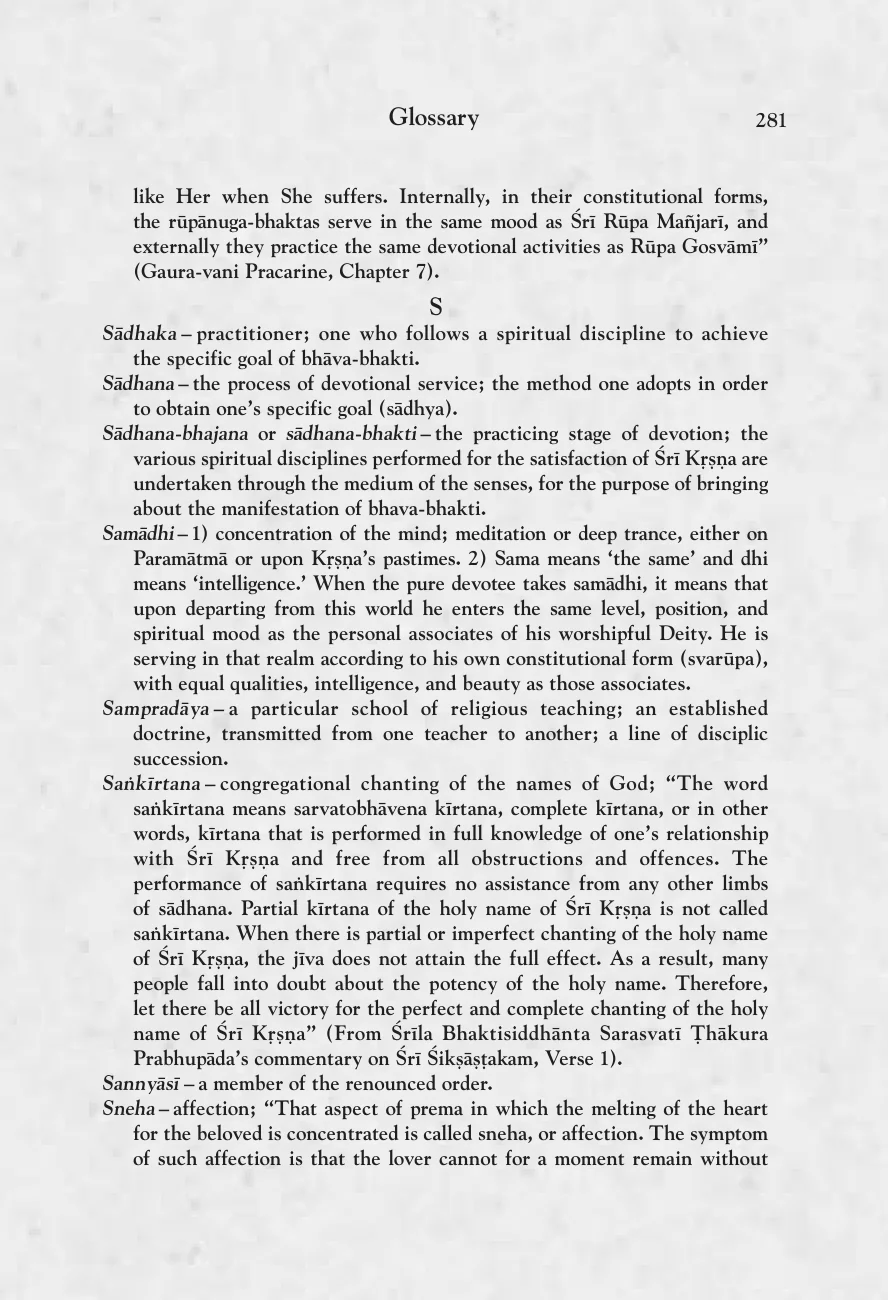 Glossary 281
like Her when She suffers. Internally, in their constitutional forms,
the rūpānuga-bhaktas serve in the same mood as Śrī Rūpa Mañjarī, and
externally they practice the same devotional activities as Rūpa Gosvāmī”
(Gaura-vani Pracarine, Chapter 7).
S
Sādhaka – practitioner; one who follows a spiritual discipline to achieve
the specific goal of bhāva-bhakti.
Sādhana – the process of devotional service; the method one adopts in order
to obtain one’s specific goal (sādhya).
Sādhana-bhajana or sādhana-bhakti – the practicing stage of devotion; the
various spiritual disciplines performed for the satisfaction of Śrī Kṛṣṇa are
undertaken through the medium of the senses, for the purpose of bringing
about the manifestation of bhava-bhakti.
Samādhi – 1) concentration of the mind; meditation or deep trance, either on
Paramātmā or upon Kṛṣṇa’s pastimes. 2) Sama means ‘the same’ and dhi
means ‘intelligence.’ When the pure devotee takes samādhi, it means that
upon departing from this world he enters the same level, position, and
spiritual mood as the personal associates of his worshipful Deity. He is
serving in that realm according to his own constitutional form (svarūpa),
with equal qualities, intelligence, and beauty as those associates.
Sampradāya – a particular school of religious teaching; an established
doctrine, transmitted from one teacher to another; a line of disciplic
succession.
Saṅkīrtana – congregational chanting of the names of God; “The word
saṅkīrtana means sarvatobhāvena kīrtana, complete kīrtana, or in other
words, kīrtana that is performed in full knowledge of one’s relationship
with Śrī Kṛṣṇa and free from all obstructions and offences. The
performance of saṅkīrtana requires no assistance from any other limbs
of sādhana. Partial kīrtana of the holy name of Śrī Kṛṣṇa is not called
saṅkīrtana. When there is partial or imperfect chanting of the holy name
of Śrī Kṛṣṇa, the jīva does not attain the full effect. As a result, many
people fall into doubt about the potency of the holy name. Therefore,
let there be all victory for the perfect and complete chanting of the holy
name of Śrī Kṛṣṇa” (From Śrīla Bhaktisiddhānta Sarasvatī Ṭhākura
Prabhupāda’s commentary on Śrī Śikṣāṣṭakam, Verse 1).
Sannyāsī – a member of the renounced order.
Sneha – affection; “That aspect of prema in which the melting of the heart
for the beloved is concentrated is called sneha, or affection. The symptom
of such affection is that the lover cannot for a moment remain without